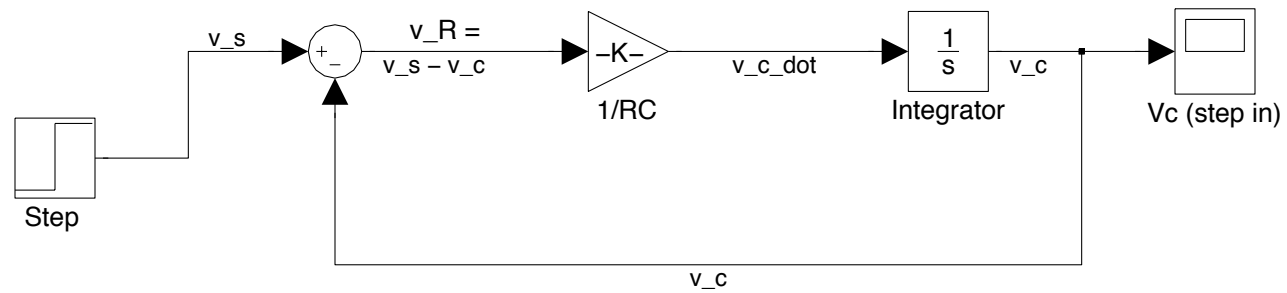 v_s
+
−
v_R =
v_s − v_c
−K−
1/RC
v_c_dot
1
s
Integrator
v_c
Vc (step in)
Step
v_c